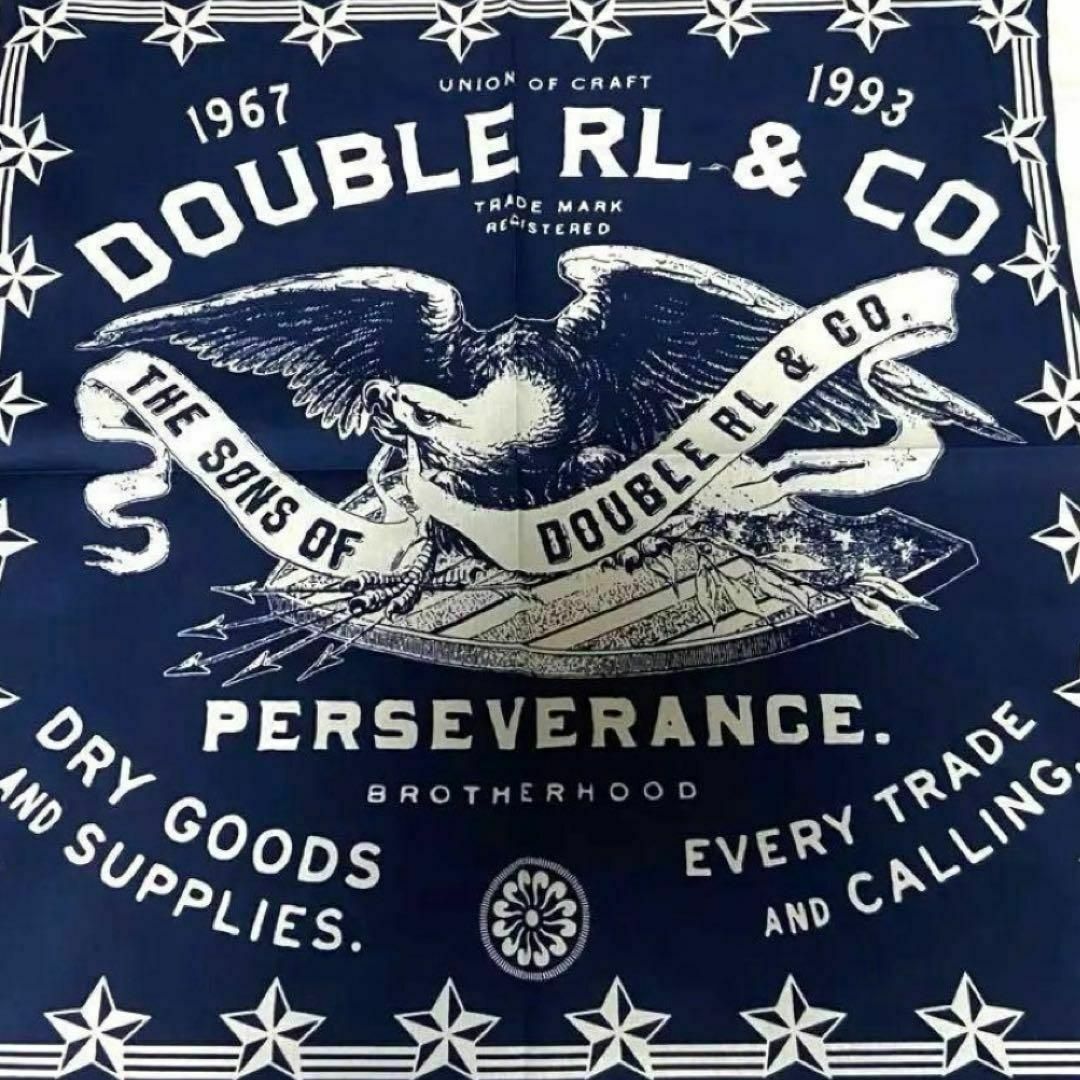 UNION OF CRAFT
1967
1993
DOUBLE RL & CO.
TRADE MARK
REGISTERED
THE SONS OF
DOUBLE RL & CO.
PERSEVERANCE.
BROTHERHOOD
DRY GOODS
AND SUPPLIES.
EVERY TRADE
AND CALLING.